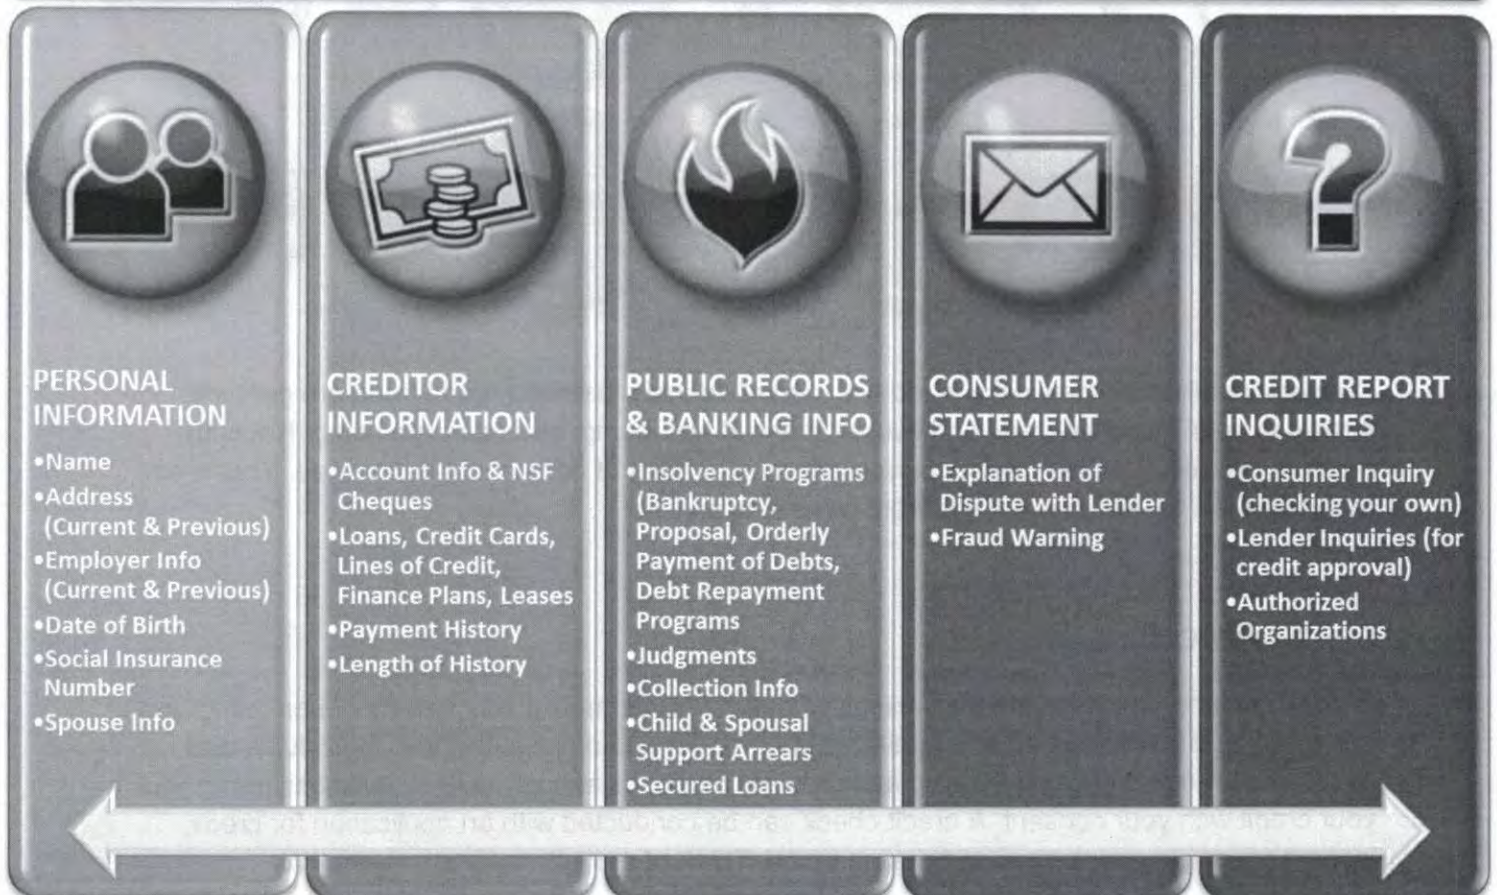 PERSONAL
INFORMATION
•Name
•Address
(Current & Previous)
•Employer Info
(Current & Previous)
•Date of Birth
•Social Insurance
Number
•Spouse Info
CREDITOR
INFORMATION
•Account Info & NSF
Cheques
•Loans, Credit Cards,
Lines of Credit,
Finance Plans, Leases
•Payment History
•Length of History
PUBLIC RECORDS
& BANKING INFO
•Insolvency Programs
(Bankruptcy,
Proposal, Orderly
Payment of Debts,
Debt Repayment
Programs
•Judgments
•Collection Info
•Child & Spousal
Support Arrears
•Secured Loans
CONSUMER
STATEMENT
•Explanation of
Dispute with Lender
•Fraud Warning
CREDIT REPORT
INQUIRIES
•Consumer Inquiry
(checking your own)
•Lender Inquiries (for
credit approval)
•Authorized
Organizations